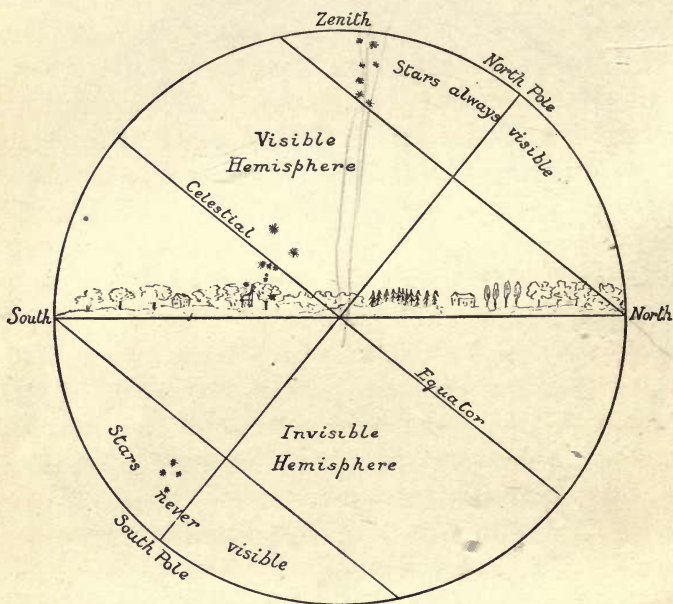 Zenith
North Pole
Stars always visible
Visible
Hemisphere
Celestial
South
North
Equator
Invisible
Hemisphere
Stars never visible
South Pole